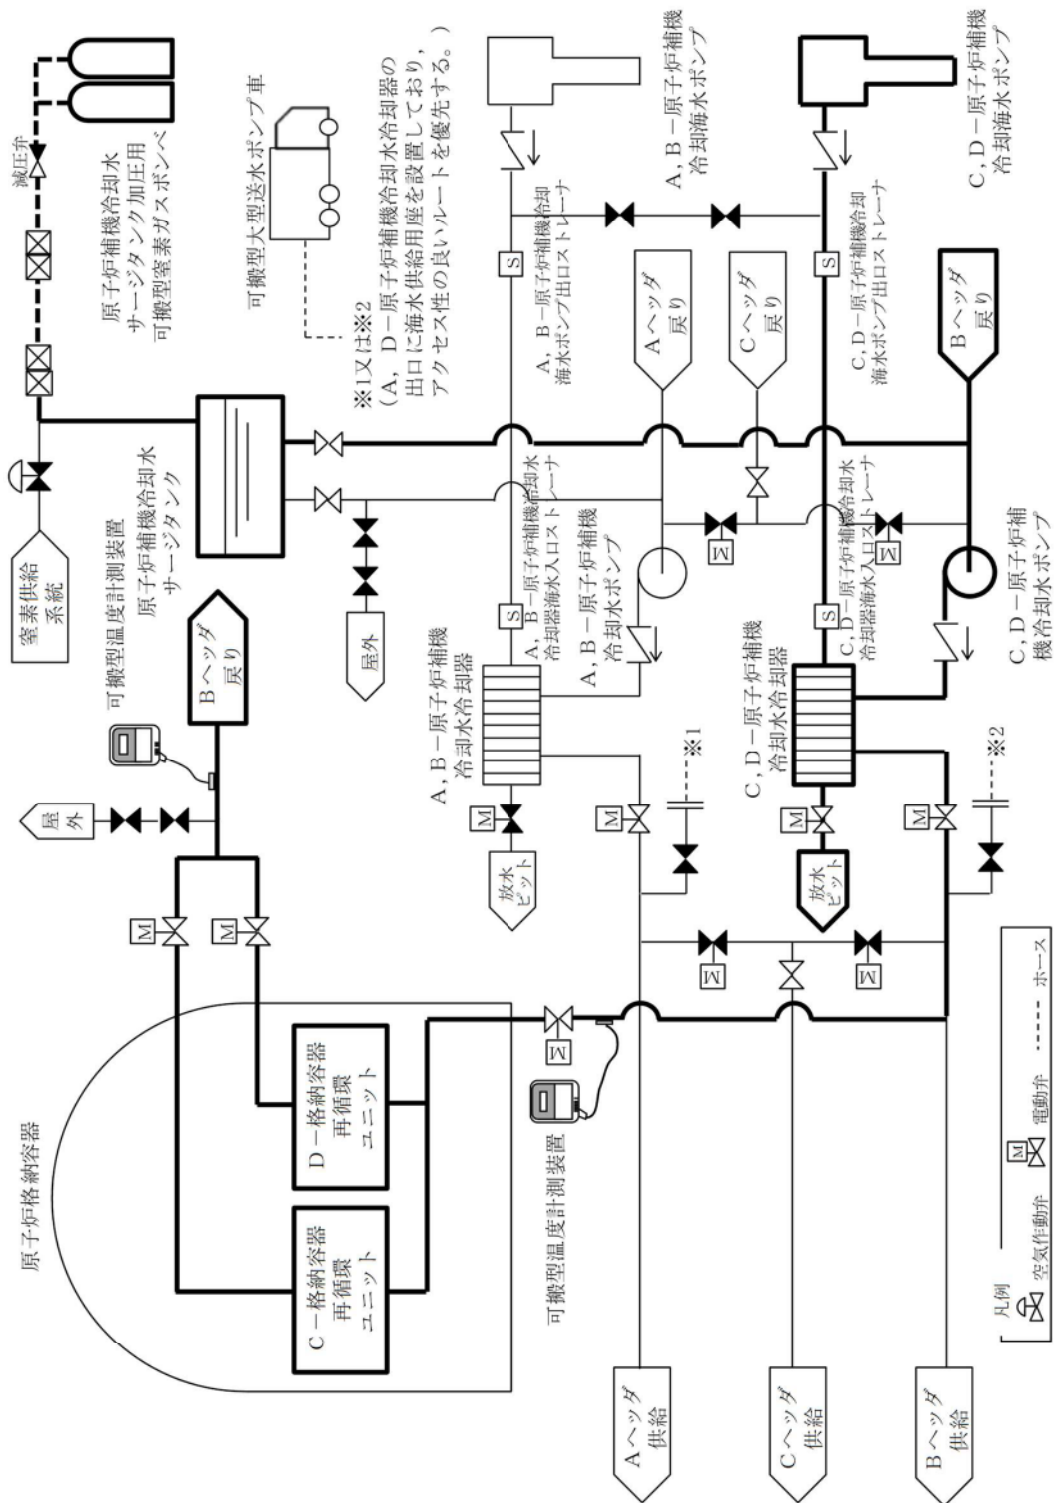 原子炉格納容器
C－格納容器
再循環
ユニット
D－格納容器
再循環
ユニット
M
M
屋外
可搬型温度計測装置
Bヘッダ
戻り
窒素供給
系統
原子炉補機冷却水
サージタンク
減圧弁
原子炉補機冷却水
サージタンク加圧用
可搬型窒素ガスボンベ
可搬型大型送水ポンプ車
※1又は※2
(A, D－原子炉補機冷却水冷却器の
出口に海水供給用座を設置しており,
アクセス性の良いルートを優先する。)
屋外
M
可搬型温度計測装置
放水
ピット
M
A, B－原子炉補機
冷却水冷却器
S
A, B－原子炉補機冷却水
冷却器海水入口ストレーナ
S
A, B－原子炉補機冷却
海水ポンプ出口ストレーナ
A, B－原子炉補機
冷却海水ポンプ
Aヘッダ
供給
M
※1
A, B－原子炉補機
冷却水ポンプ
Aヘッダ
戻り
M
M
Cヘッダ
供給
M
M
Cヘッダ
戻り
放水
ピット
M
C, D－原子炉補機
冷却水冷却器
S
C, D－原子炉補機冷却水
冷却器海水入口ストレーナ
S
C, D－原子炉補機冷却
海水ポンプ出口ストレーナ
C, D－原子炉補機
冷却海水ポンプ
Bヘッダ
供給
M
※2
C, D－原子炉補
機冷却水ポンプ
Bヘッダ
戻り
凡例
空気作動弁
M
電動弁
ホース